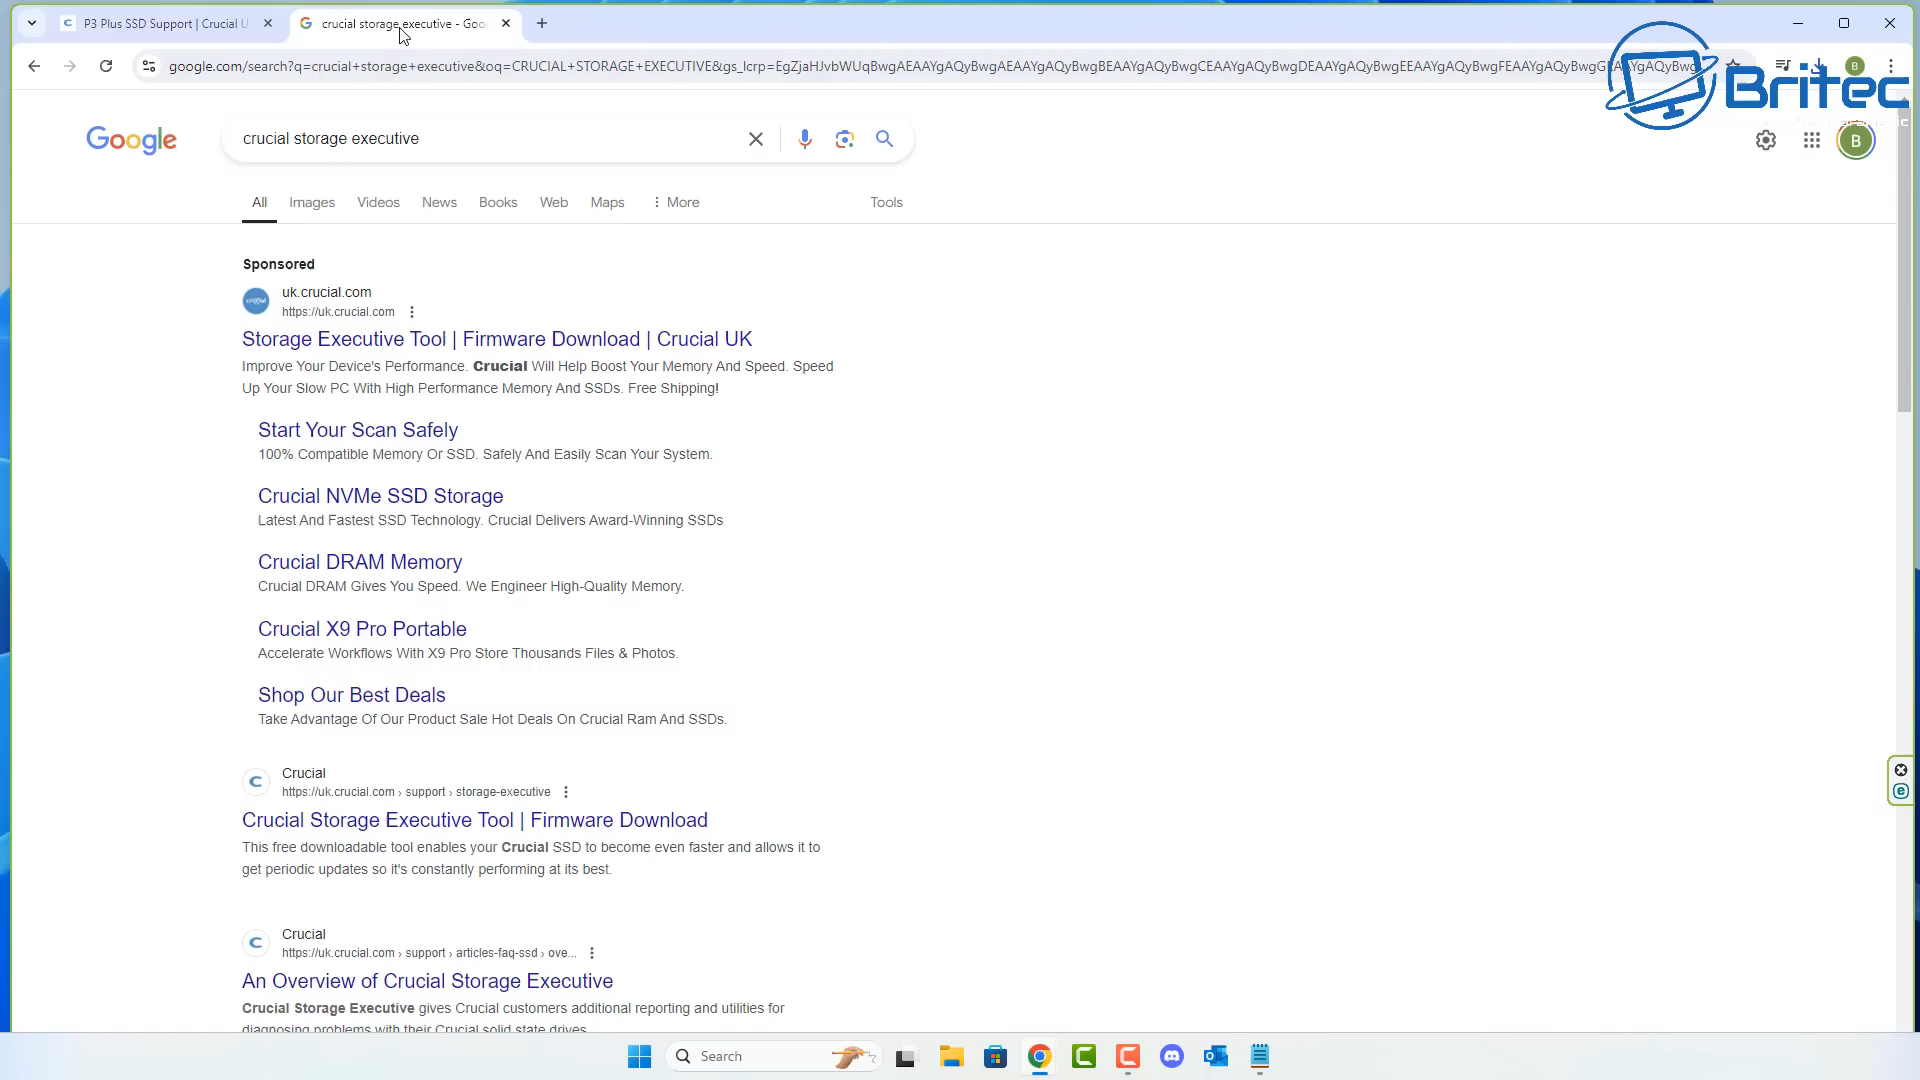 P3 Plus SSD Support | Crucial U
crucial storage executive - Goo
google.com/search?q=crucial+storage+executive&oq=CRUCIAL+STORAGE+EXECUTIVE&gs_lcrp=EgZjaHJvbWUqBwgAEAAYgAQyBwgAEAAYgAQyBwgBEAAYgAQyBwgCEAAYgAQyBwgDEAAYgAQyBwgEEAAYgAQyBwgFEAAYgAQyBwgGEAAYgAQyBwg
B
Britec
Google
crucial storage executive
B
All
Images
Videos
News
Books
Web
Maps
More
Tools
Sponsored
crucial
uk.crucial.com
https://uk.crucial.com
Storage Executive Tool | Firmware Download | Crucial UK
Improve Your Device's Performance. Crucial Will Help Boost Your Memory And Speed. Speed
Up Your Slow PC With High Performance Memory And SSDs. Free Shipping!
Start Your Scan Safely
100% Compatible Memory Or SSD. Safely And Easily Scan Your System.
Crucial NVMe SSD Storage
Latest And Fastest SSD Technology. Crucial Delivers Award-Winning SSDs
Crucial DRAM Memory
Crucial DRAM Gives You Speed. We Engineer High-Quality Memory.
Crucial X9 Pro Portable
Accelerate Workflows With X9 Pro Store Thousands Files & Photos.
Shop Our Best Deals
Take Advantage Of Our Product Sale Hot Deals On Crucial Ram And SSDs.
Crucial
https://uk.crucial.com › support › storage-executive
Crucial Storage Executive Tool | Firmware Download
This free downloadable tool enables your Crucial SSD to become even faster and allows it to
get periodic updates so it's constantly performing at its best.
Crucial
https://uk.crucial.com › support › articles-faq-ssd › ove...
An Overview of Crucial Storage Executive
Crucial Storage Executive gives Crucial customers additional reporting and utilities for
diagnosing problems with their Crucial solid state drives
Search